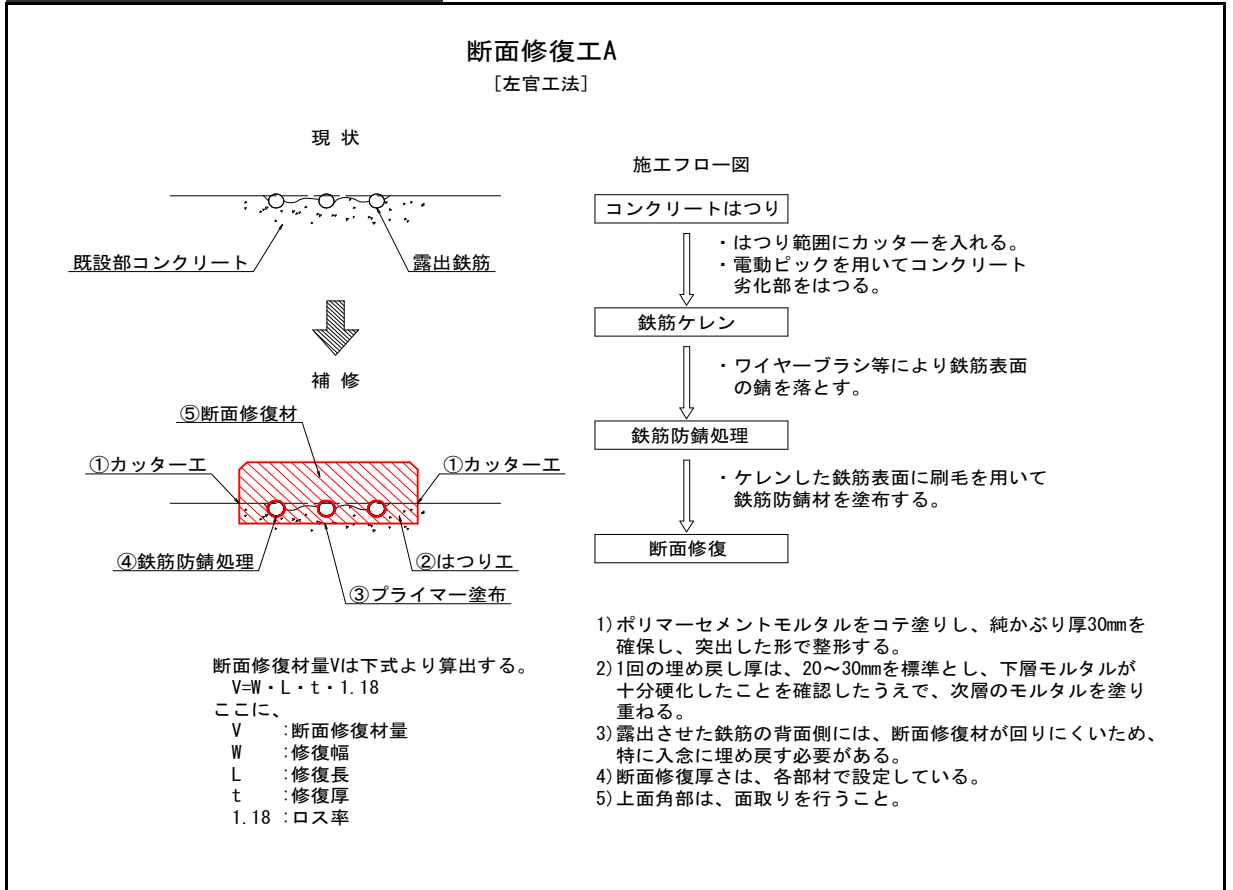 断面修復工A
[左官工法]
現 状
既設部コンクリート
露出鉄筋
補 修
⑤断面修復材
①カッター工
①カッター工
④鉄筋防錆処理
②はつり工
③プライマー塗布
断面修復材量Vは下式より算出する。
V=W・L・t・1.18
ここに、
V :断面修復材量
W :修復幅
L :修復長
t :修復厚
1.18 :ロス率
施工フロー図
コンクリートはつり
・はつり範囲にカッターを入れる。
・電動ピックを用いてコンクリート
劣化部をはつる。
鉄筋ケレン
・ワイヤーブラシ等により鉄筋表面
の錆を落とす。
鉄筋防錆処理
・ケレンした鉄筋表面に刷毛を用いて
鉄筋防錆材を塗布する。
断面修復
1)ポリマーセメントモルタルをコテ塗りし、純かぶり厚30mmを
確保し、突出した形で整形する。
2)1回の埋め戻し厚は、20～30mmを標準とし、下層モルタルが
十分硬化したことを確認したうえで、次層のモルタルを塗り
重ねる。
3)露出させた鉄筋の背面側には、断面修復材が回りにくいため、
特に入念に埋め戻す必要がある。
4)断面修復厚さは、各部材で設定している。
5)上面角部は、面取りを行うこと。